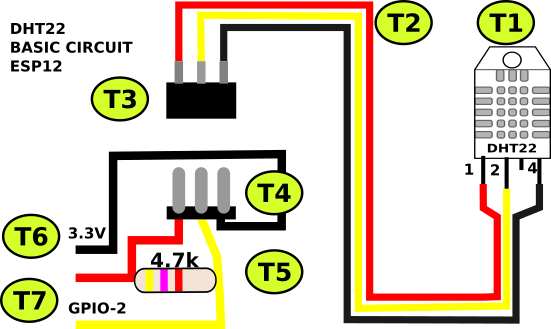 DHT22
BASIC CIRCUIT
ESP12
T2
T1
T3
DHT22
1 2 4
T4
T6
3.3V
4.7k
T5
T7
GPIO-2